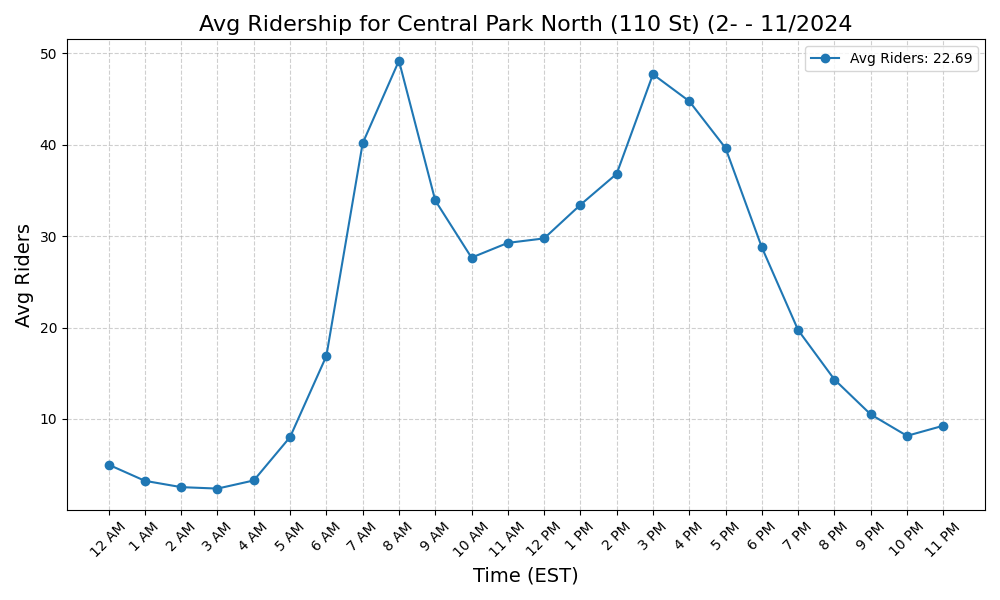 Avg Ridership for Central Park North (110 St) (2- - 11/2024
Avg Riders: 22.69
Avg Riders
50
40
30
20
10
12 AM
1 AM
2 AM
3 AM
4 AM
5 AM
6 AM
7 AM
8 AM
9 AM
10 AM
11 AM
12 PM
1 PM
2 PM
3 PM
4 PM
5 PM
6 PM
7 PM
8 PM
9 PM
10 PM
11 PM
Time (EST)